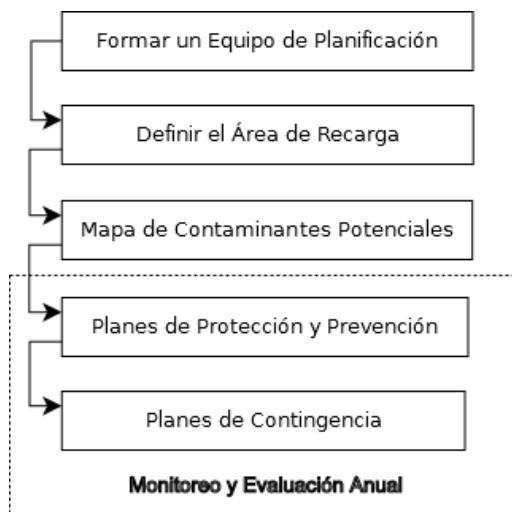 Formar un Equipo de Planificación
Definir el Área de Recarga
Mapa de Contaminantes Potenciales
Planes de Protección y Prevención
Planes de Contingencia
Monitoreo y Evaluación Anual